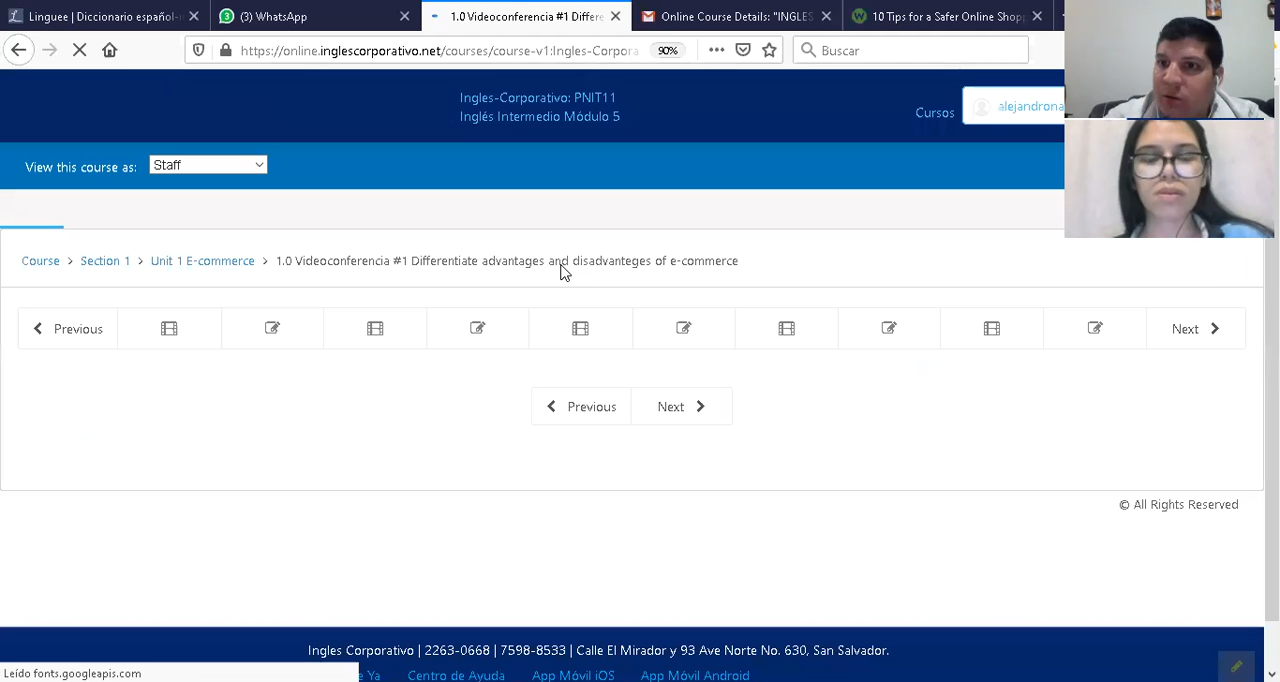 Linguee | Diccionario español-
(3) WhatsApp
1.0 Videoconferencia #1 Differe
Online Course Details: "INGLES
10 Tips for a Safer Online Shop
https://online.inglescorporativo.net/courses/course-v1:Ingles-Corpora
90%
Buscar
Ingles-Corporativo: PNIT11
Inglés Intermedio Módulo 5
Cursos
alejandrona
View this course as:
Staff
Course > Section 1 > Unit 1 E-commerce > 1.0 Videoconferencia #1 Differentiate advantages and disadvanteges of e-commerce
Previous
Next
Previous
Next
© All Rights Reserved
Ingles Corporativo | 2263-0668 | 7598-8533 | Calle El Mirador y 93 Ave Norte No. 630, San Salvador.
Leído fonts.googleapis.com
e Ya
Centro de Ayuda
App Móvil iOS
App Móvil Android